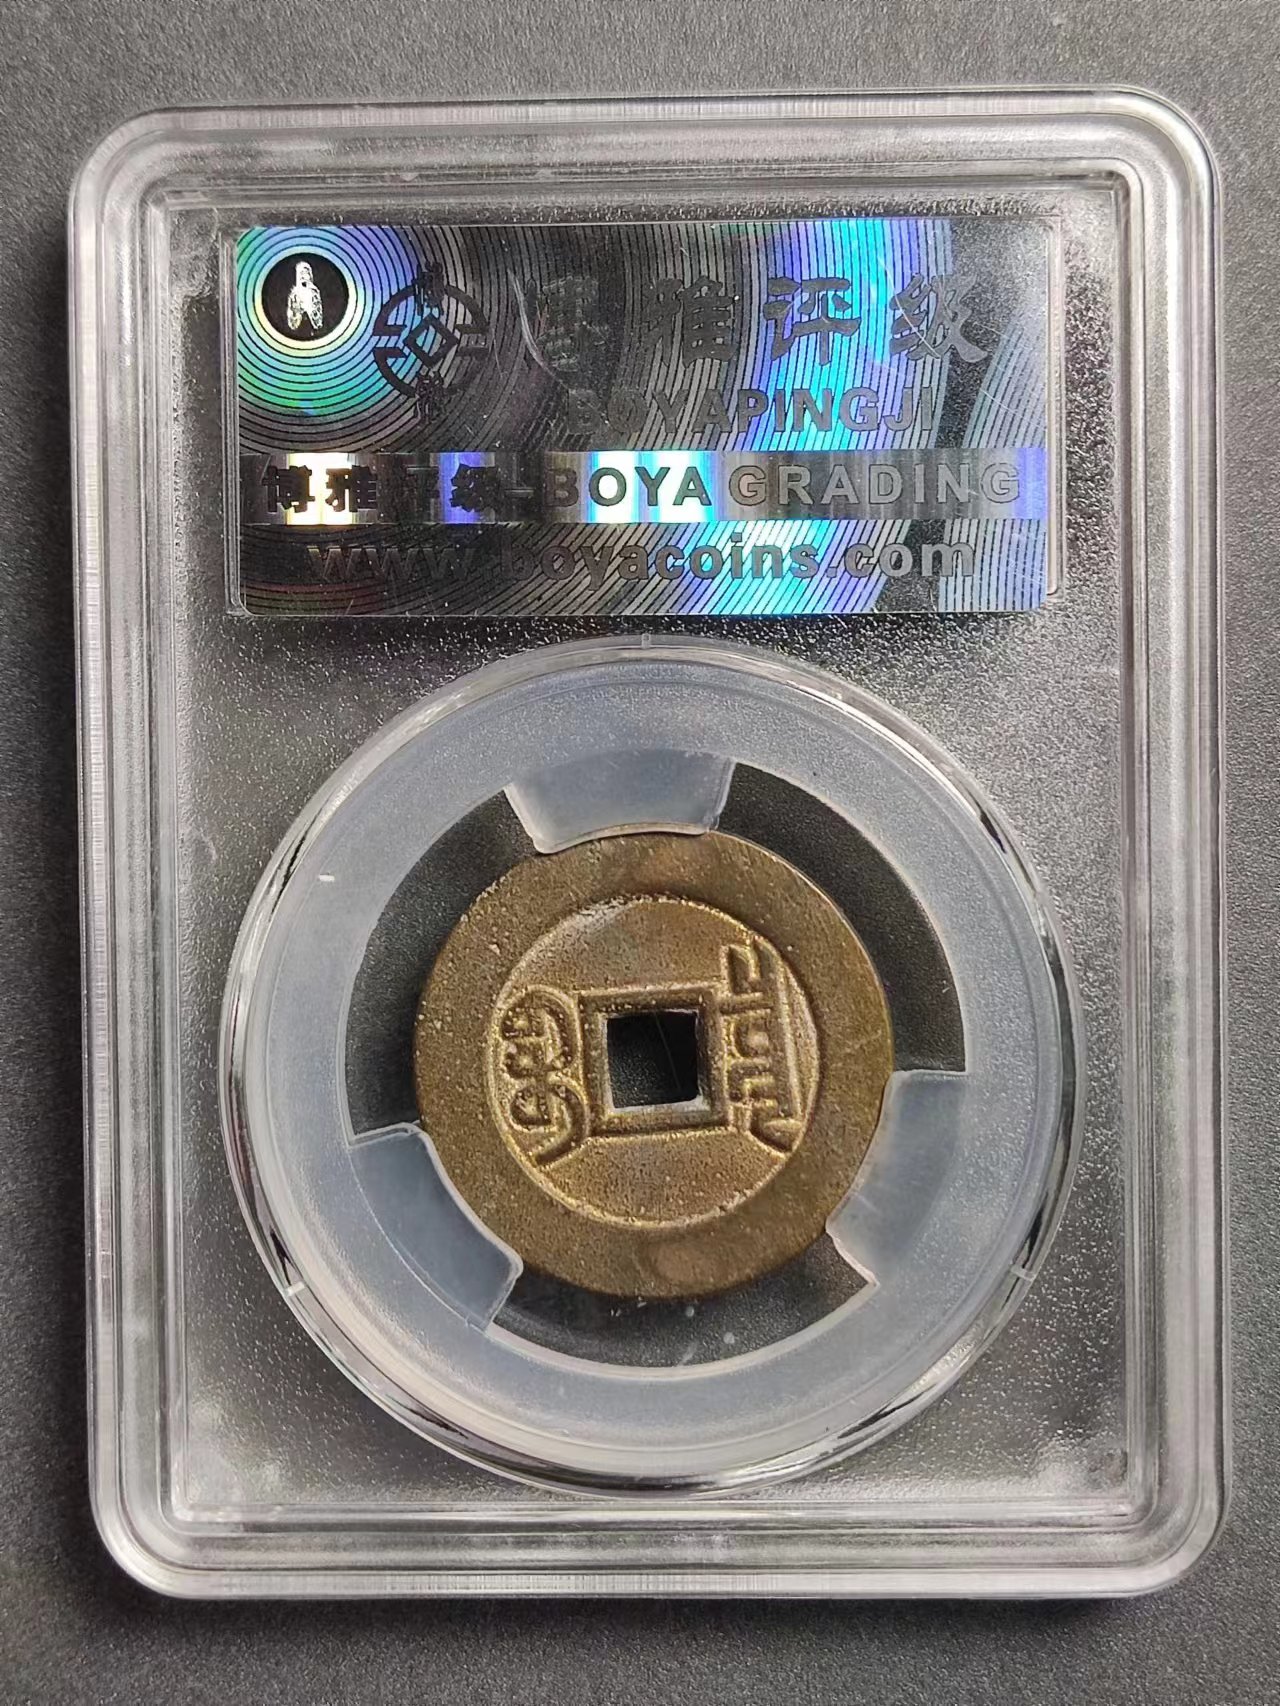 博雅评级
BOYAPINGJI
博雅评级-BOYA GRADING
www.boyacoins.com